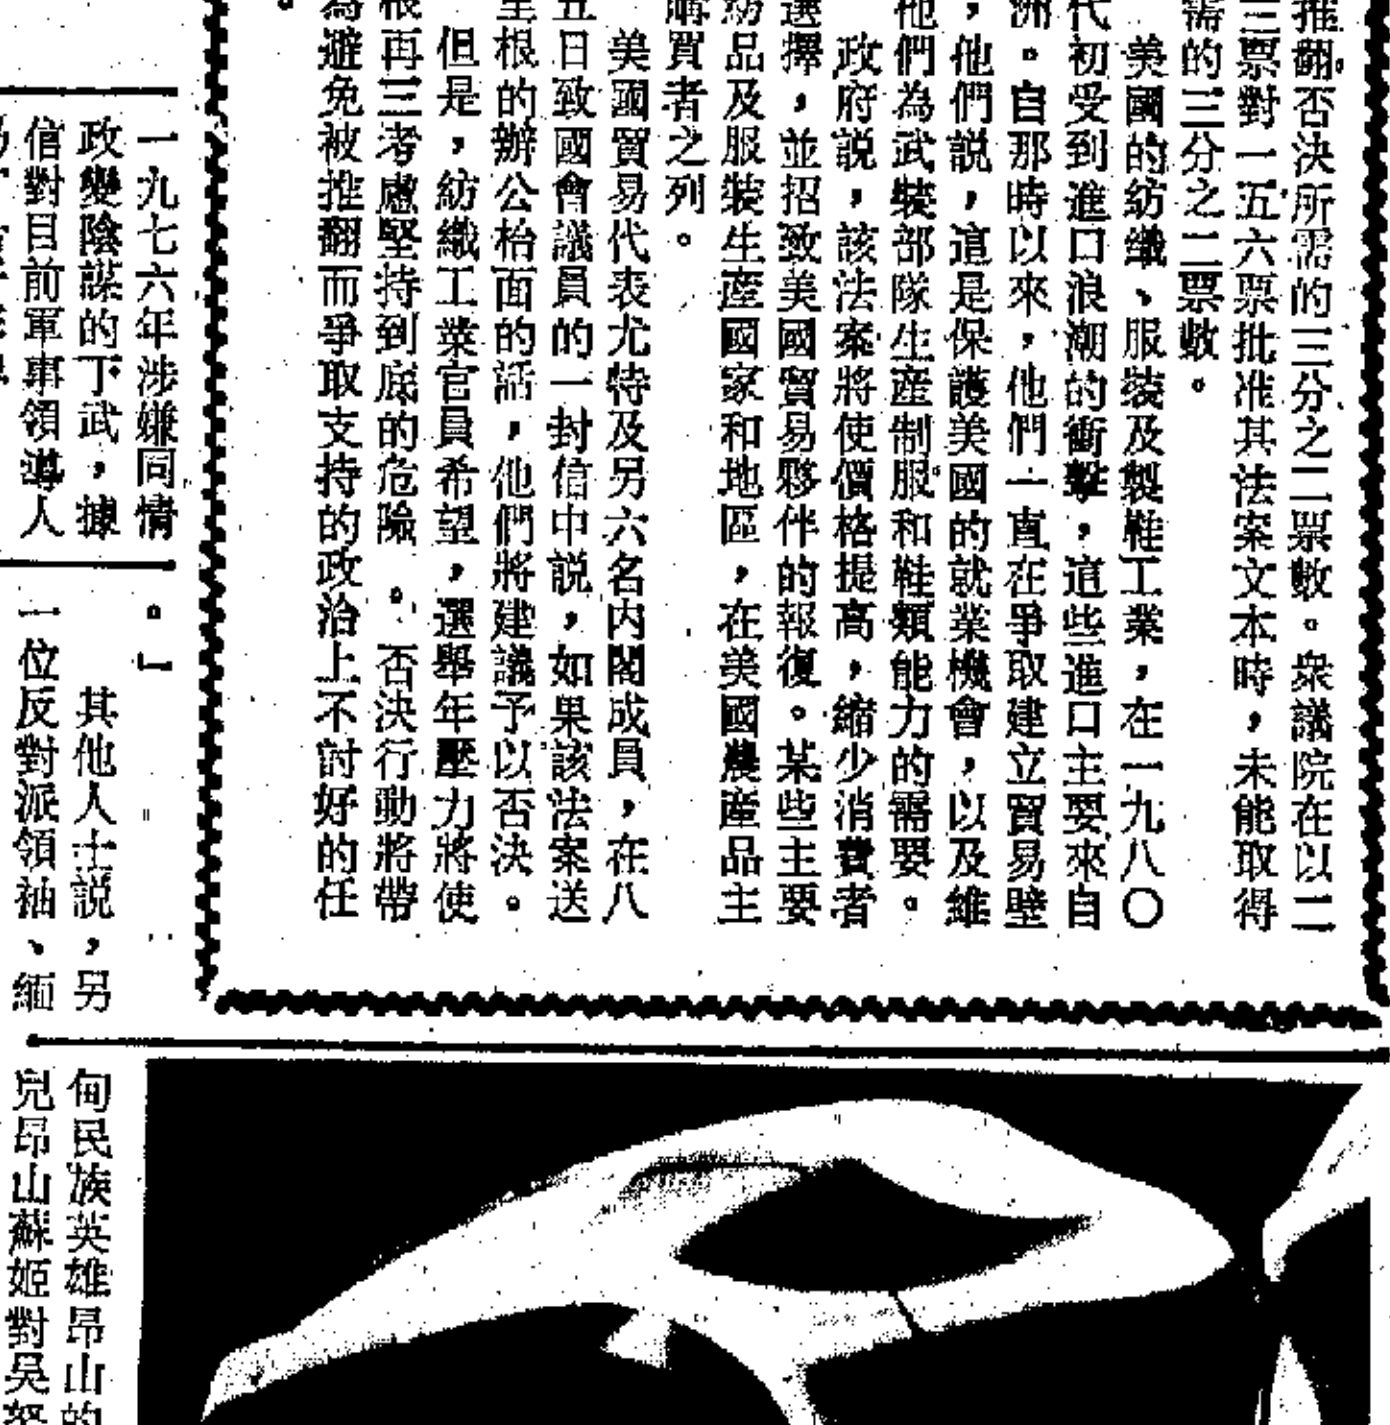 推翻否決所需的三分之二票數。衆議院在以二
三票對一五六票批准其法案文本時，未能取得
需的三分之二票數。
美國的紡織、服裝及製鞋工業，在一九八〇
代初受到進口浪潮的衝擊，這些進口主要來自
洲。自那時以來，他們一直在爭取建立貿易壁
，他們説，這是保護美國的就業機會，以及維
他們為武裝部隊生産制服和鞋類能力的需要。
政府説，該法案將使價格提高，縮少消費者
選擇，並招致美國貿易夥伴的報復。某些主要
紡品及服裝生産國家和地區，在美國農産品主
購買者之列。
美國貿易代表尤特及另六名内閣成員，在八
五日致國會議員的一封信中説，如果該法案送
里根的辦公枱面的話，他們將建議予以否決。
但是，紡織工業官員希望，選舉年壓力將使
根再三考慮堅持到底的危險。否決行動將帶
為避免被推翻而爭取支持的政治上不討好的任
。
一九七六年涉嫌同情
政變陰謀的丁武，據
信對目前軍事領導人
。」
其他人士説，另
一位反對派領袖、緬
甸民族英雄昂山的
兒昂山蘇姬對吴努